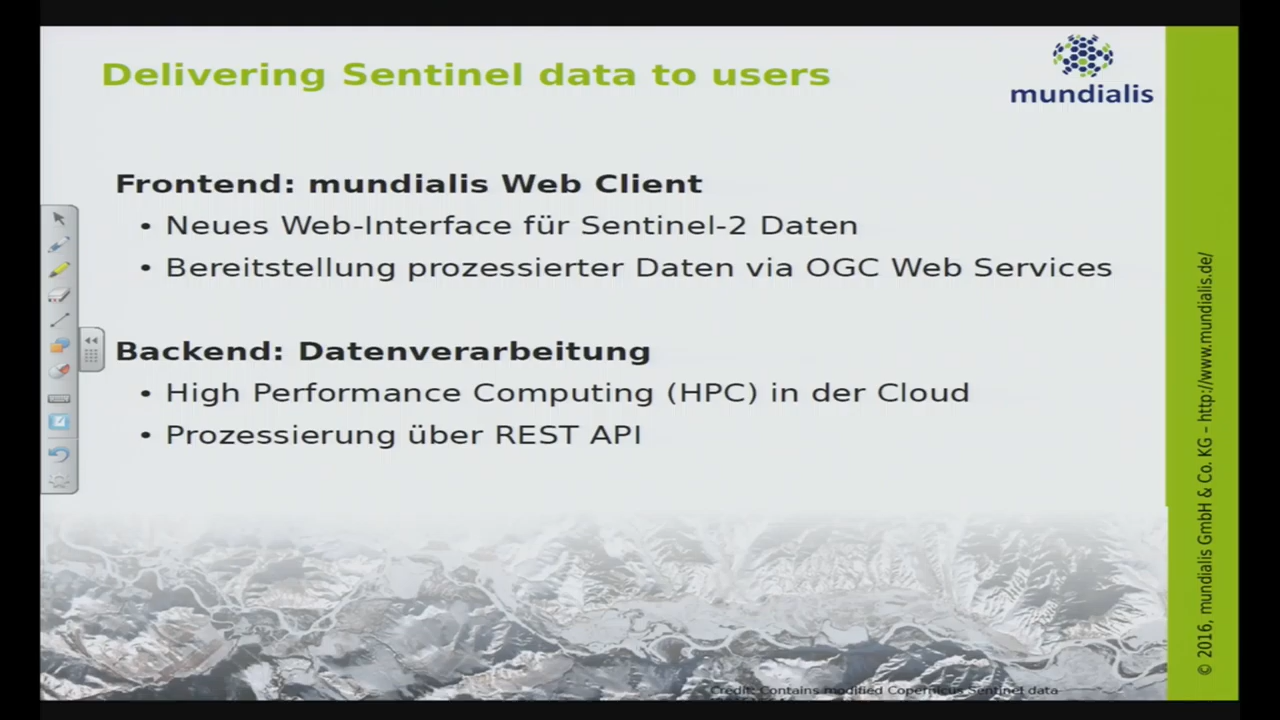 Delivering Sentinel data to users
mundialis
Frontend: mundialis Web Client
• Neues Web-Interface für Sentinel-2 Daten
• Bereitstellung prozessierter Daten via OGC Web Services
Backend: Datenverarbeitung
• High Performance Computing (HPC) in der Cloud
• Prozessierung über REST API
Credit: Contains modified Copernicus Sentinel data
© 2016, mundialis GmbH & Co. KG – http://www.mundialis.de/